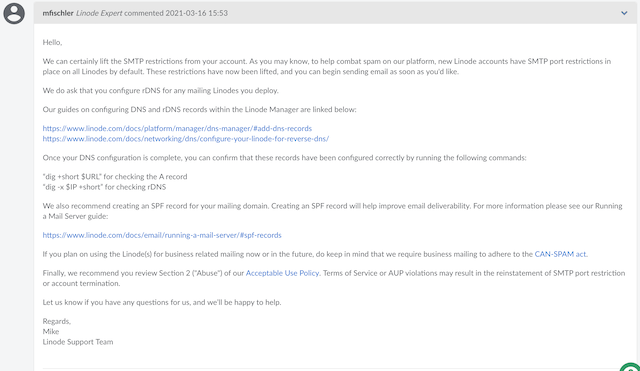 mfischler Linode Expert commented 2021-03-16 15:53
Hello,
We can certainly lift the SMTP restrictions from your account. As you may know, to help combat spam on our platform, new Linode accounts have SMTP port restrictions in
place on all Linodes by default. These restrictions have now been lifted, and you can begin sending email as soon as you'd like.
We do ask that you configure rDNS for any mailing Linodes you deploy.
Our guides on configuring DNS and rDNS records within the Linode Manager are linked below:
https://www.linode.com/docs/platform/manager/dns-manager/#add-dns-records
https://www.linode.com/docs/networking/dns/configure-your-linode-for-reverse-dns/
Once your DNS configuration is complete, you can confirm that these records have been configured correctly by running the following commands:
"dig +short $URL" for checking the A record
"dig -x $IP +short" for checking rDNS
We also recommend creating an SPF record for your mailing domain. Creating an SPF record will help improve email deliverability. For more information please see our Running
a Mail Server guide:
https://www.linode.com/docs/email/running-a-mail-server/#spf-records
If you plan on using the Linode(s) for business related mailing now or in the future, do keep in mind that we require business mailing to adhere to the CAN-SPAM act.
Finally, we recommend you review Section 2 ("Abuse") of our Acceptable Use Policy. Terms of Service or AUP violations may result in the reinstatement of SMTP port restriction
or account termination.
Let us know if you have any questions for us, and we'll be happy to help.
Regards,
Mike
Linode Support Team